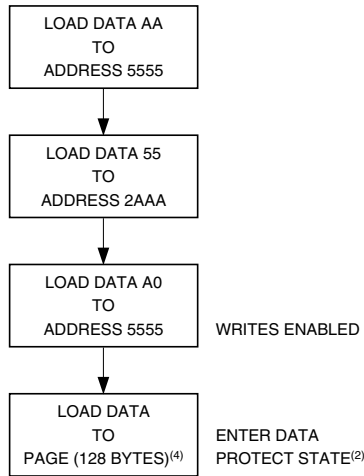 LOAD DATA AA
TO
ADDRESS 5555
LOAD DATA 55
TO
ADDRESS 2AAA
LOAD DATA A0
TO
ADDRESS 5555 WRITES ENABLED
LOAD DATA
TO ENTER DATA
PAGE (128 BYTES)(4) PROTECT STATE(2)